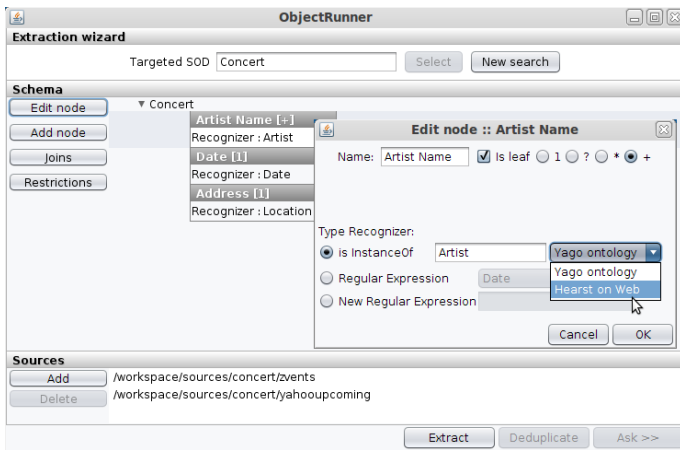 ObjectRunner
Extraction wizard
Targeted SOD Concert Select New search
Schema
Edit node
Add node
Joins
Restrictions
▼ Concert
Artist Name [+]
Recognizer : Artist
Date [1]
Recognizer : Date
Address [1]
Recognizer : Location
Edit node :: Artist Name
Name: Artist Name Is leaf 1 ? * +
Type Recognizer:
is InstanceOf Artist Yago ontology
Yago ontology
Hearst on Web
Regular Expression Date
New Regular Expression
Cancel OK
Sources
Add /workspace/sources/concert/zvents
Delete /workspace/sources/concert/yahooupcoming
Extract Deduplicate Ask >>